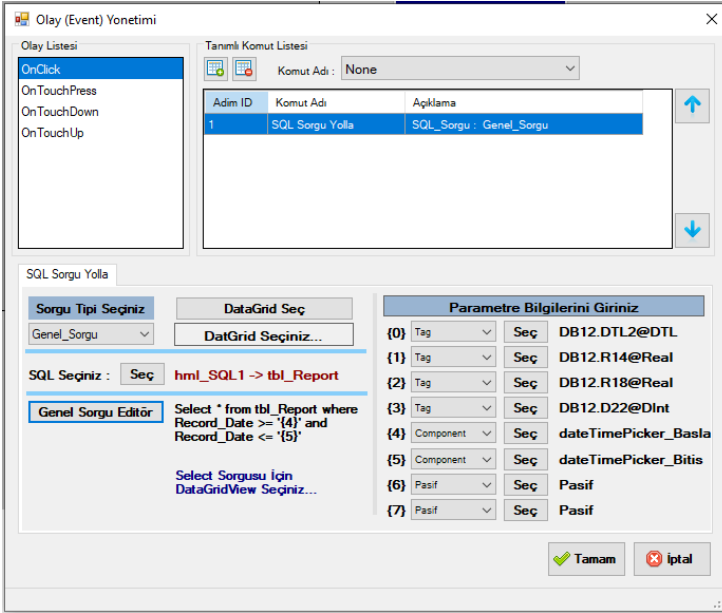 Olay (Event) Yonetimi
Olay Listesi
OnClick
OnTouchPress
OnTouchDown
OnTouchUp
Tanımlı Komut Listesi
Komut Adı : None
Adim ID Komut Adı Açıklama
1 SQL Sorgu Yolla SQL_Sorgu : Genel_Sorgu
SQL Sorgu Yolla
Sorgu Tipi Seçiniz
Genel_Sorgu
DataGrid Seç
DatGrid Seçiniz...
SQL Seçiniz : Seç hml_SQL1 -> tbl_Report
Genel Sorgu Editör
Select * from tbl_Report where
Record_Date >= '{4}' and
Record_Date <= '{5}'
Select Sorgusu İçin
DataGridView Seçiniz...
Parametre Bilgilerini Giriniz
{0} Tag Seç DB12.DTL2@DTL
{1} Tag Seç DB12.R14@Real
{2} Tag Seç DB12.R18@Real
{3} Tag Seç DB12.D22@DInt
{4} Component Seç dateTimePicker_Basla
{5} Component Seç dateTimePicker_Bitis
{6} Pasif Seç Pasif
{7} Pasif Seç Pasif
Tamam
İptal